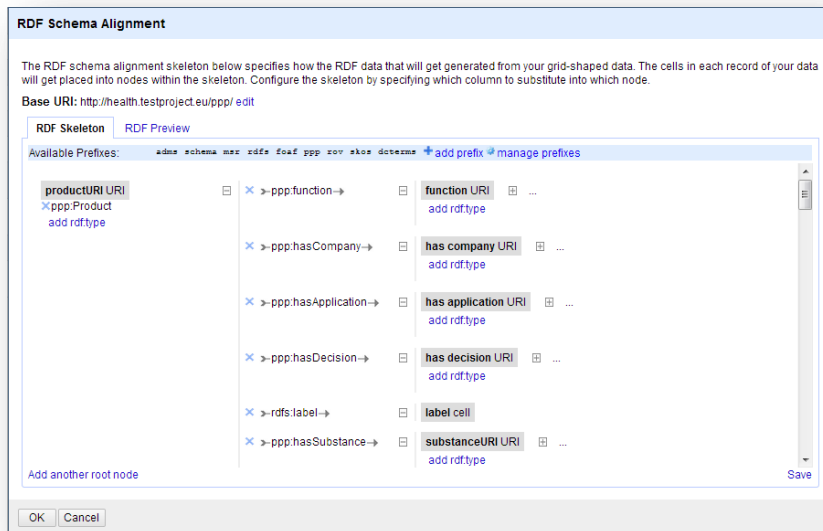 RDF Schema Alignment
The RDF schema alignment skeleton below specifies how the RDF data that will get generated from your grid-shaped data. The cells in each record of your data
will get placed into nodes within the skeleton. Configure the skeleton by specifying which column to substitute into which node.
Base URI: http://health.testproject.eu/ppp/ edit
RDF Skeleton RDF Preview
Available Prefixes: adms schema msr rdfs foaf ppp rov skos dcterms add prefix manage prefixes
productURI URI ppp:function function URI ...
ppp:Product add rdf:type
add rdf:type
ppp:hasCompany has company URI ...
add rdf:type
ppp:hasApplication has application URI ...
add rdf:type
ppp:hasDecision has decision URI ...
add rdf:type
rdfs:label label cell
ppp:hasSubstance substanceURI URI ...
add rdf:type
Add another root node Save
OK Cancel